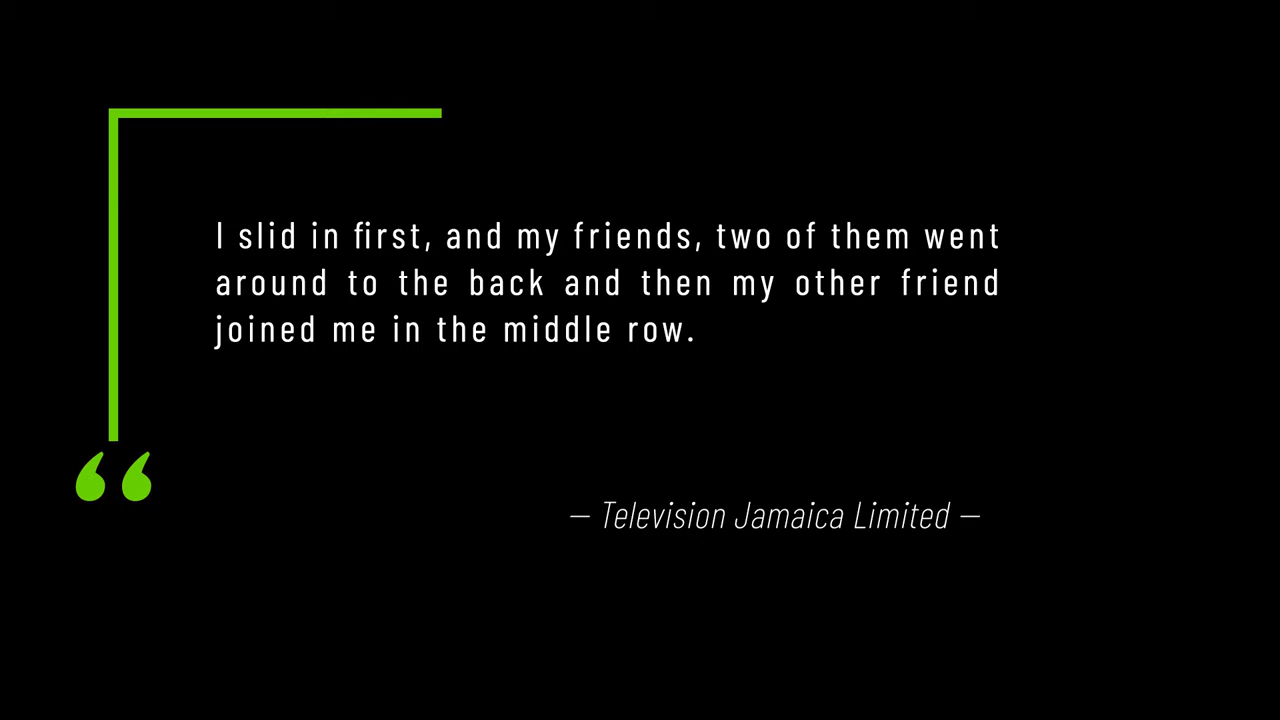 I slid in first, and my friends, two of them went
around to the back and then my other friend
joined me in the middle row.
“
— Television Jamaica Limited —